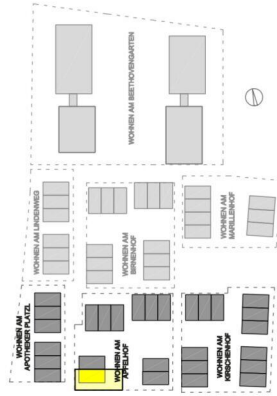 WOHNEN AM BEETHOVENGARTEN
WOHNEN AM LINDENWEG
WOHNEN AM
BIRNENHOF
WOHNEN AM
MARILLENHOF
WOHNEN AM
APOTHEKER PLATZL
WOHNEN AM
APFELHOF
WOHNEN AM
KIRSCHENHOF